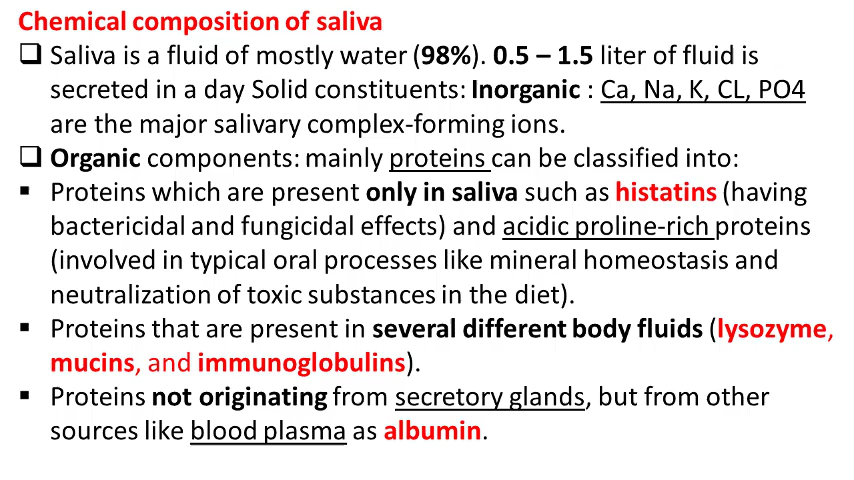 Chemical composition of saliva
❑ Saliva is a fluid of mostly water (98%). 0.5 – 1.5 liter of fluid is
secreted in a day Solid constituents: Inorganic : Ca, Na, K, CL, PO4
are the major salivary complex-forming ions.
❑ Organic components: mainly proteins can be classified into:
▪ Proteins which are present only in saliva such as histatins (having
bactericidal and fungicidal effects) and acidic proline-rich proteins
(involved in typical oral processes like mineral homeostasis and
neutralization of toxic substances in the diet).
▪ Proteins that are present in several different body fluids (lysozyme,
mucins, and immunoglobulins).
▪ Proteins not originating from secretory glands, but from other
sources like blood plasma as albumin.